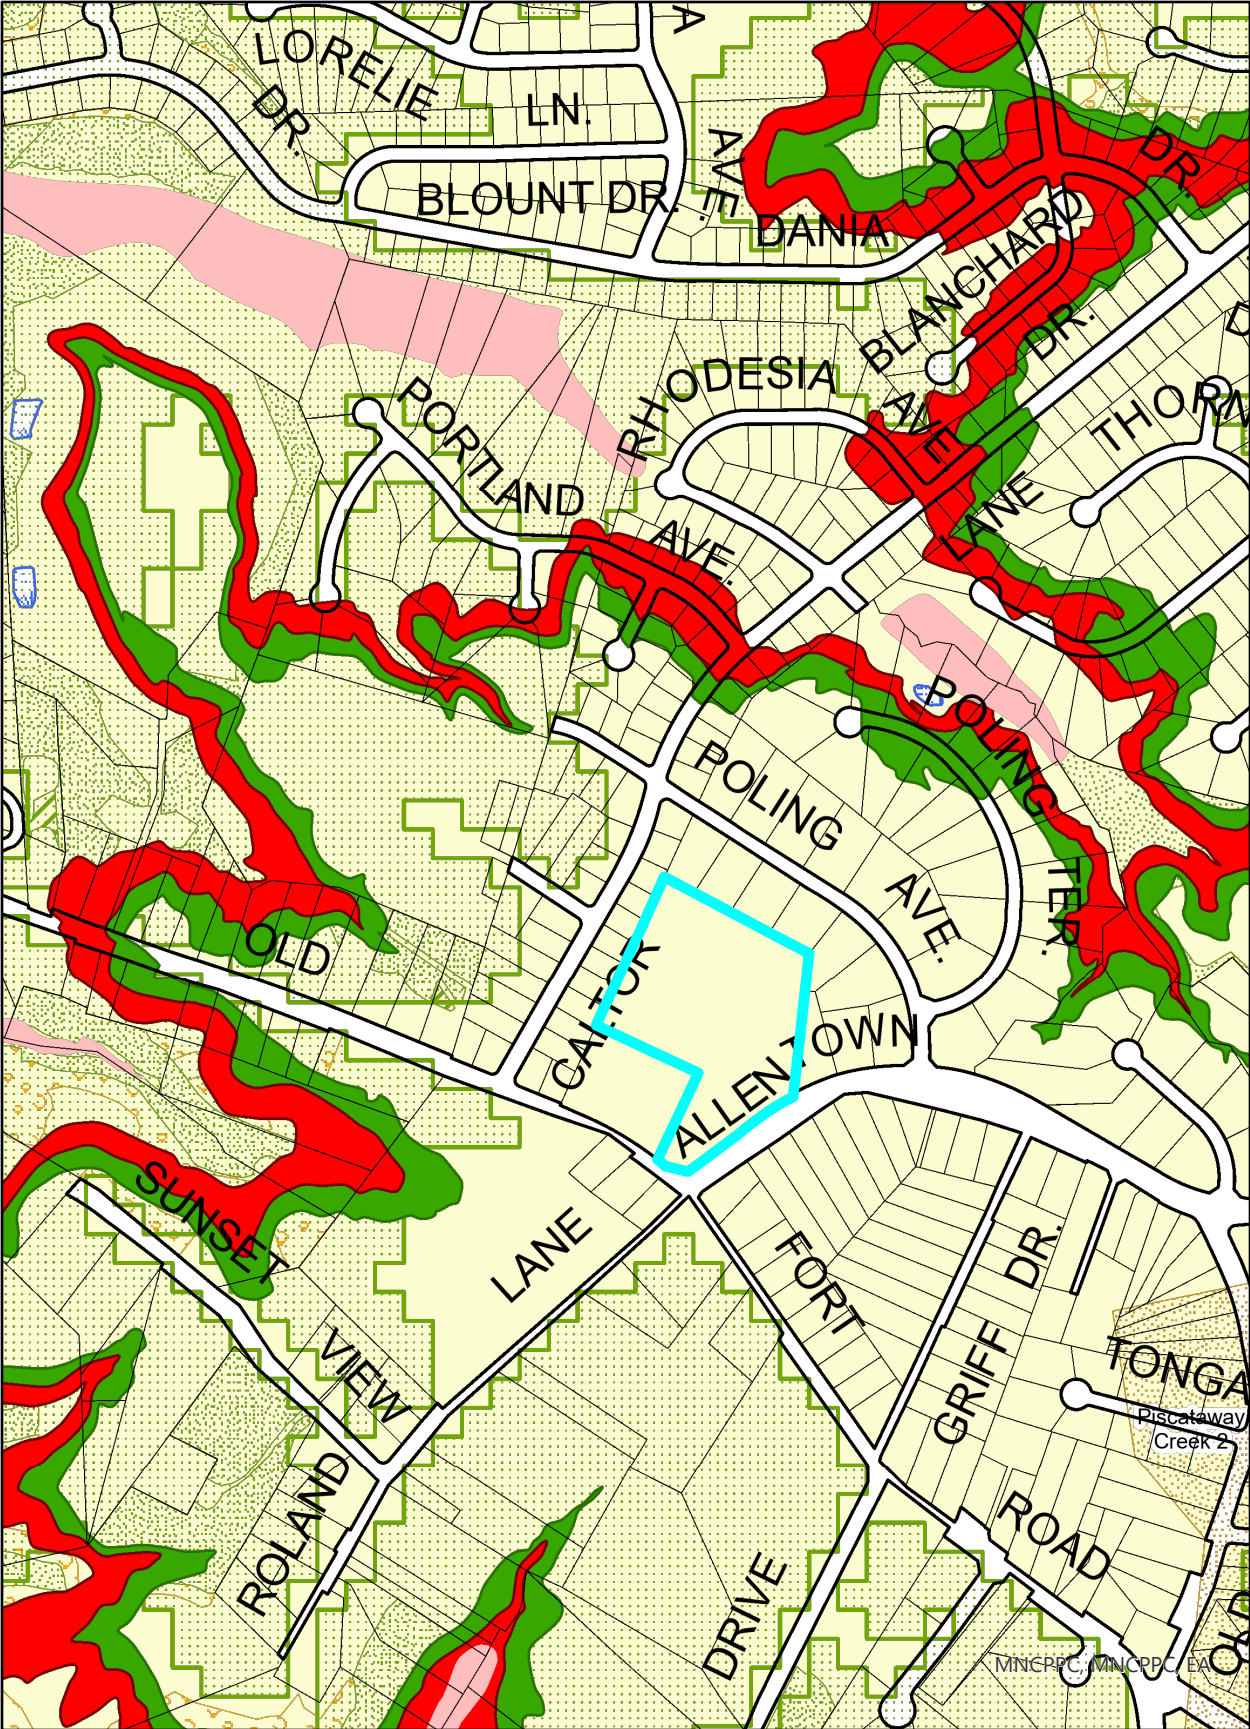 LORELIE
DR.
LN.
A
AVE.
BLOUNT DR.
DANIA
DR.
BLANCHARD
DR.
RHODESIA
AVE
THORN
PORTLAND
AVE.
LANE
POLING
TER.
POLING
AVE.
OLD
CALTOR
ALLENTOWN
SUNSET
VIEW
LANE
FORT
GRIFF DR.
TONGA
Piscataway
Creek 2
ROLAND
ROAD
DRIVE
OLD
MNCPPC, MNCPPC, EA